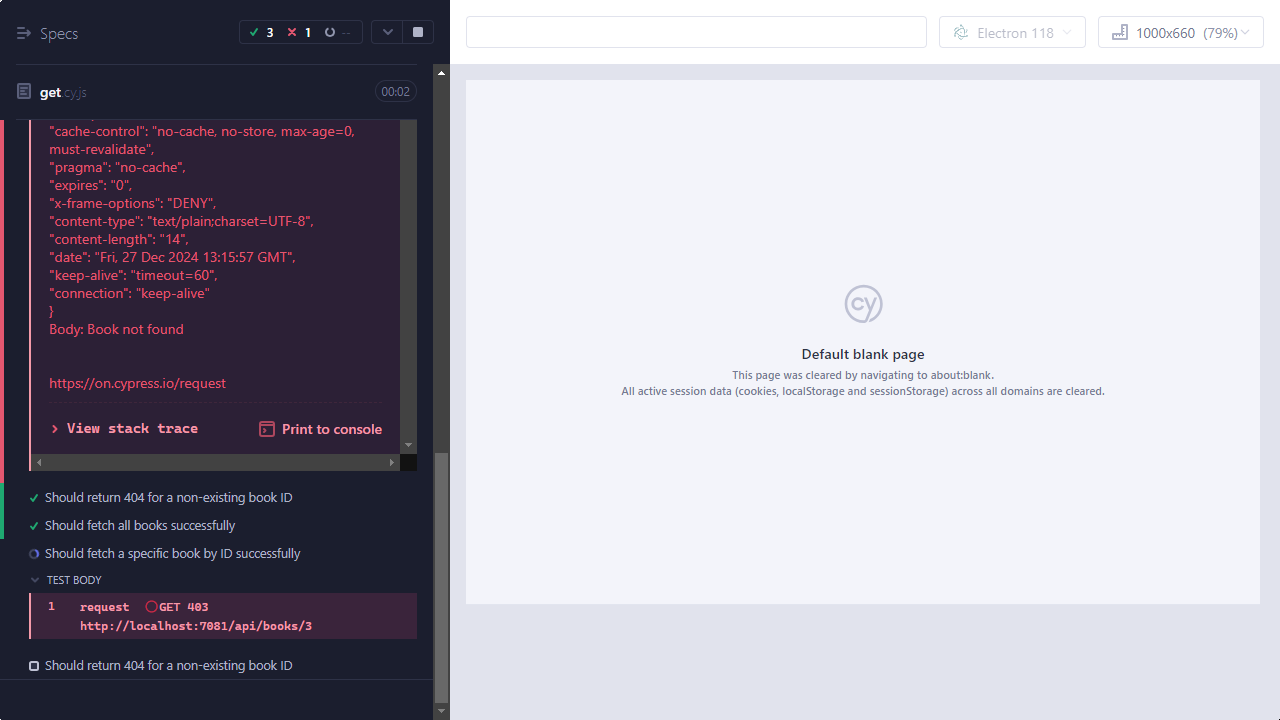 Specs
3
1
--
Electron 118
1000x660 (79%)
get.cy.js
00:02
"cache-control": "no-cache, no-store, max-age=0,
must-revalidate",
"pragma": "no-cache",
"expires": "0",
"x-frame-options": "DENY",
"content-type": "text/plain;charset=UTF-8",
"content-length": "14",
"date": "Fri, 27 Dec 2024 13:15:57 GMT",
"keep-alive": "timeout=60",
"connection": "keep-alive"
}
Body: Book not found
https://on.cypress.io/request
View stack trace
Print to console
Should return 404 for a non-existing book ID
Should fetch all books successfully
Should fetch a specific book by ID successfully
TEST BODY
1 request GET 403
http://localhost:7081/api/books/3
Should return 404 for a non-existing book ID
cy
Default blank page
This page was cleared by navigating to about:blank.
All active session data (cookies, localStorage and sessionStorage) across all domains are cleared.